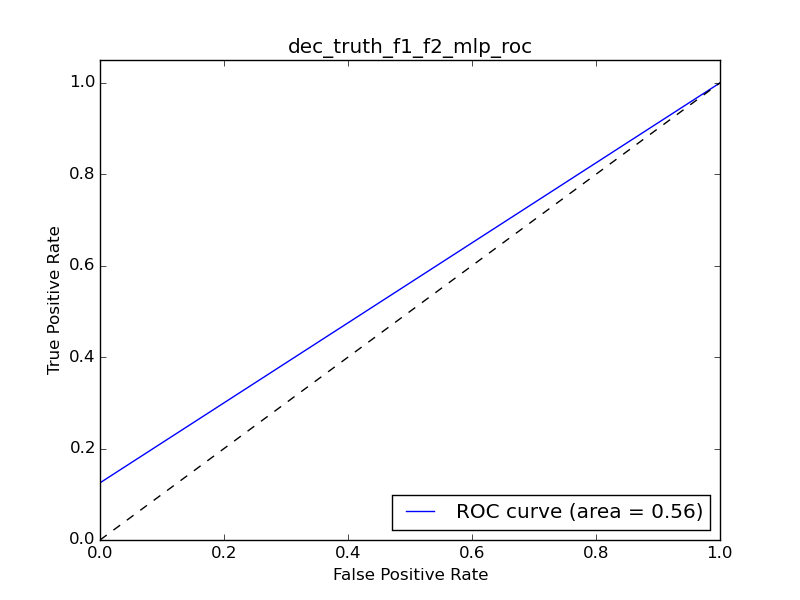 dec_truth_f1_f2_mlp_roc
1.0
0.8
0.6
0.4
0.2
0.0
True Positive Rate
ROC curve (area = 0.56)
0.0 0.2 0.4 0.6 0.8 1.0
False Positive Rate